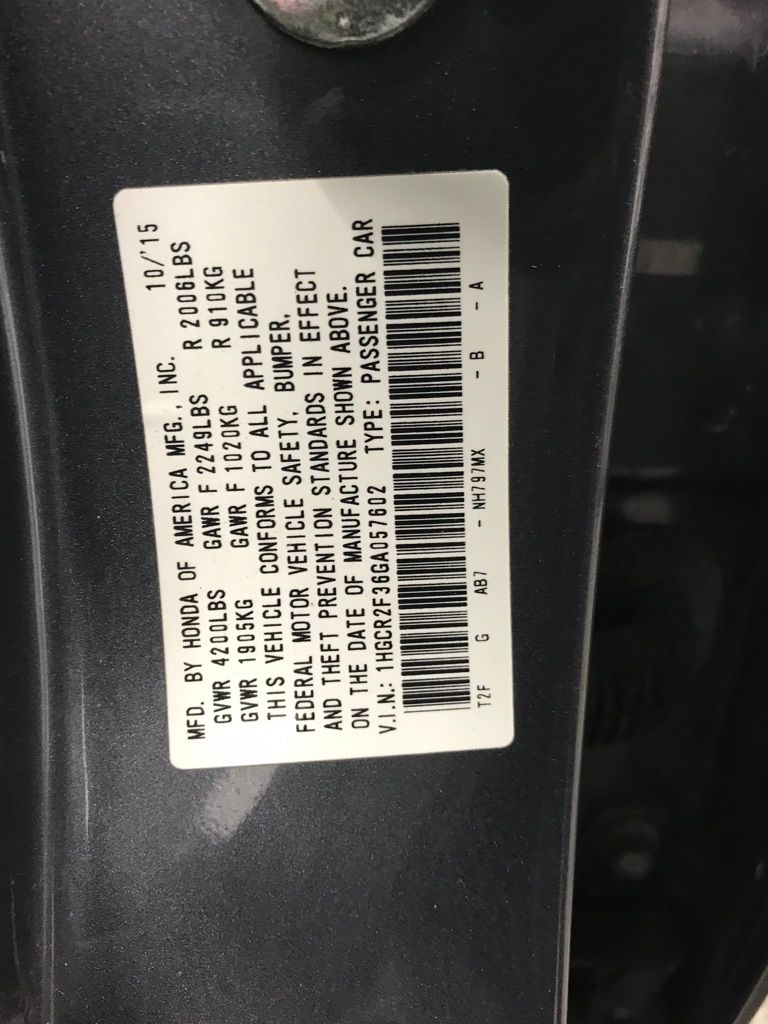 MFD. BY HONDA OF AMERICA MFG., INC. 10/'15
GVWR 4200LBS GAWR F 2249LBS R 2006LBS
GVWR 1905KG GAWR F 1020KG R 910KG
THIS VEHICLE CONFORMS TO ALL APPLICABLE
FEDERAL MOTOR VEHICLE SAFETY, BUMPER,
AND THEFT PREVENTION STANDARDS IN EFFECT
ON THE DATE OF MANUFACTURE SHOWN ABOVE.
V.I.N.: 1HGCR2F36GA057602 TYPE: PASSENGER CAR
T2F G AB7 - NH797MX - B - A